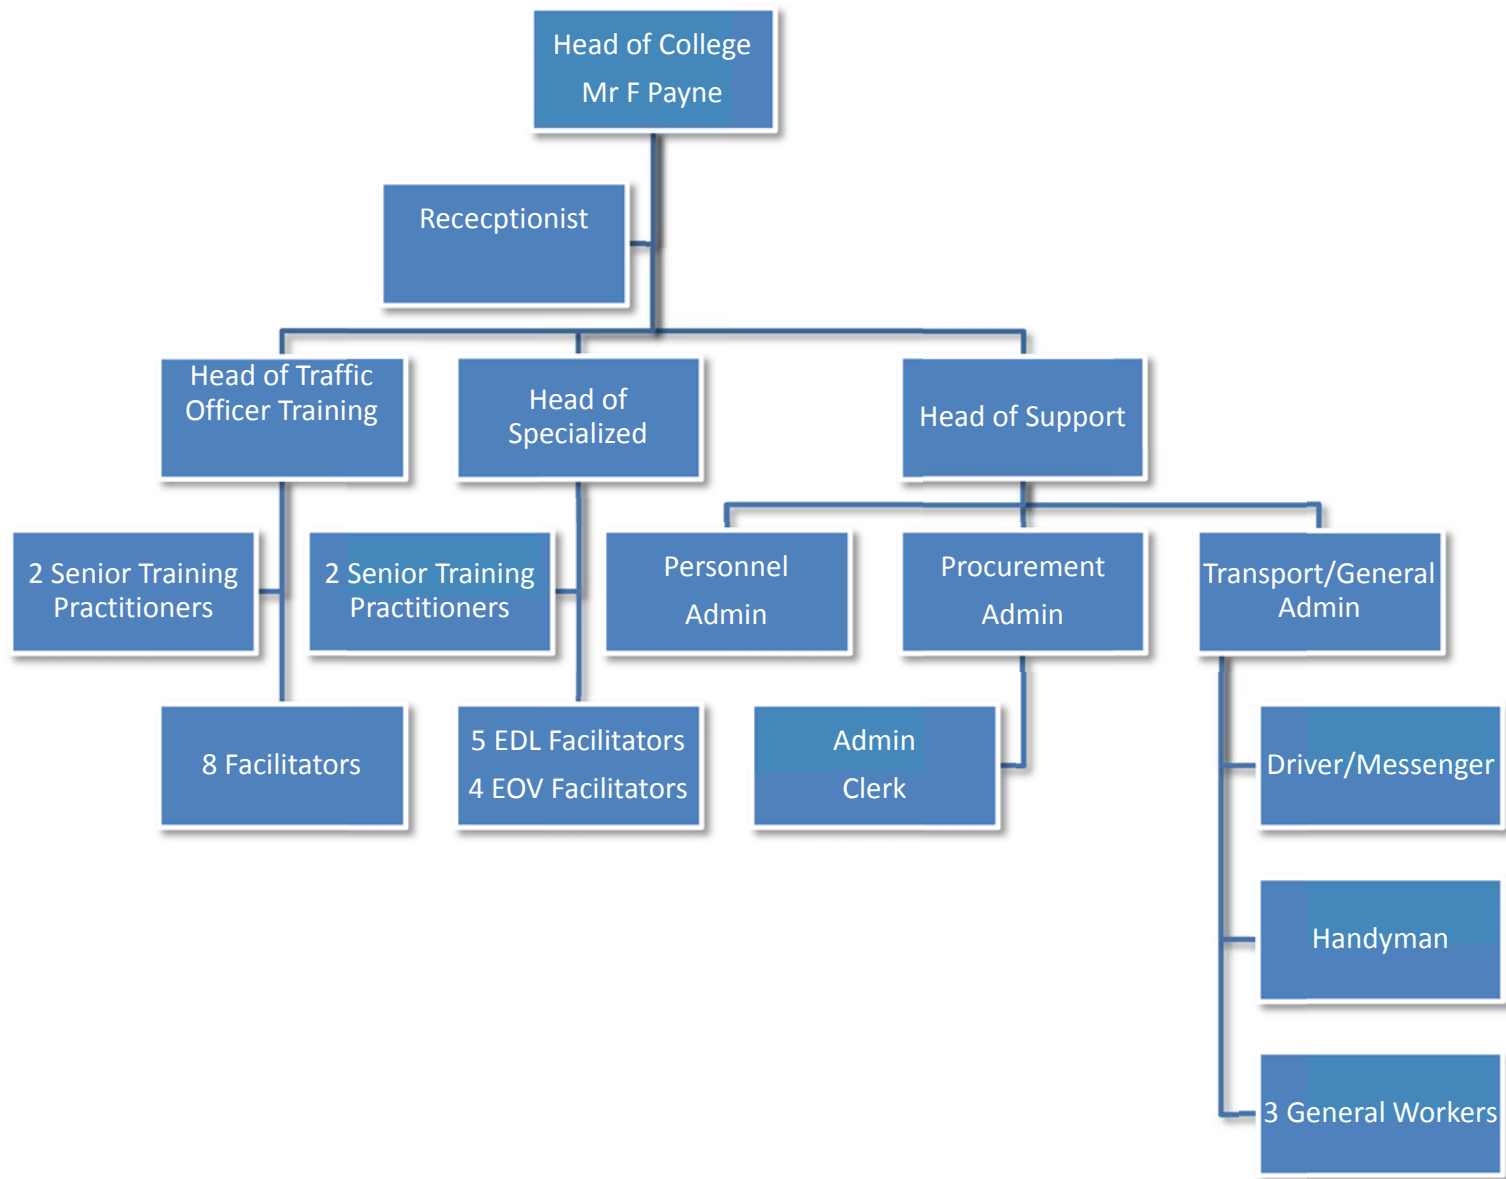 Head of College
Mr F Payne
Rececptionist
Head of Traffic
Officer Training
Head of
Specialized
Head of Support
2 Senior Training
Practitioners
2 Senior Training
Practitioners
Personnel
Admin
Procurement
Admin
Transport/General
Admin
8 Facilitators
5 EDL Facilitators
4 EOV Facilitators
Admin
Clerk
Driver/Messenger
Handyman
3 General Workers